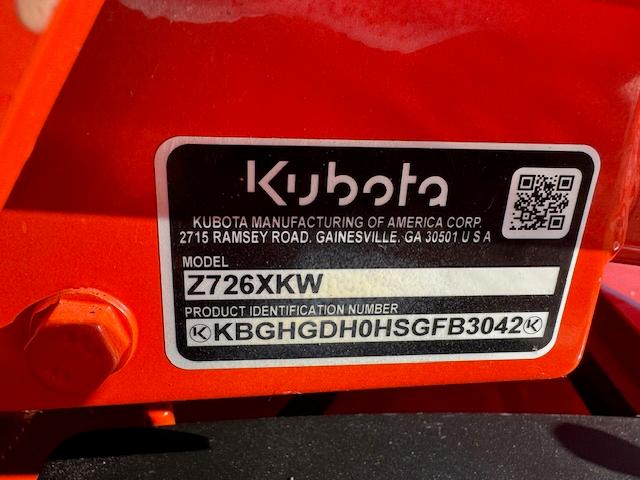 Kubota
KUBOTA MANUFACTURING OF AMERICA CORP.
2715 RAMSEY ROAD. GAINESVILLE. GA 30501 U S A
MODEL
Z726XKW
PRODUCT IDENTIFICATION NUMBER
KBGHGDH0HSGFB3042